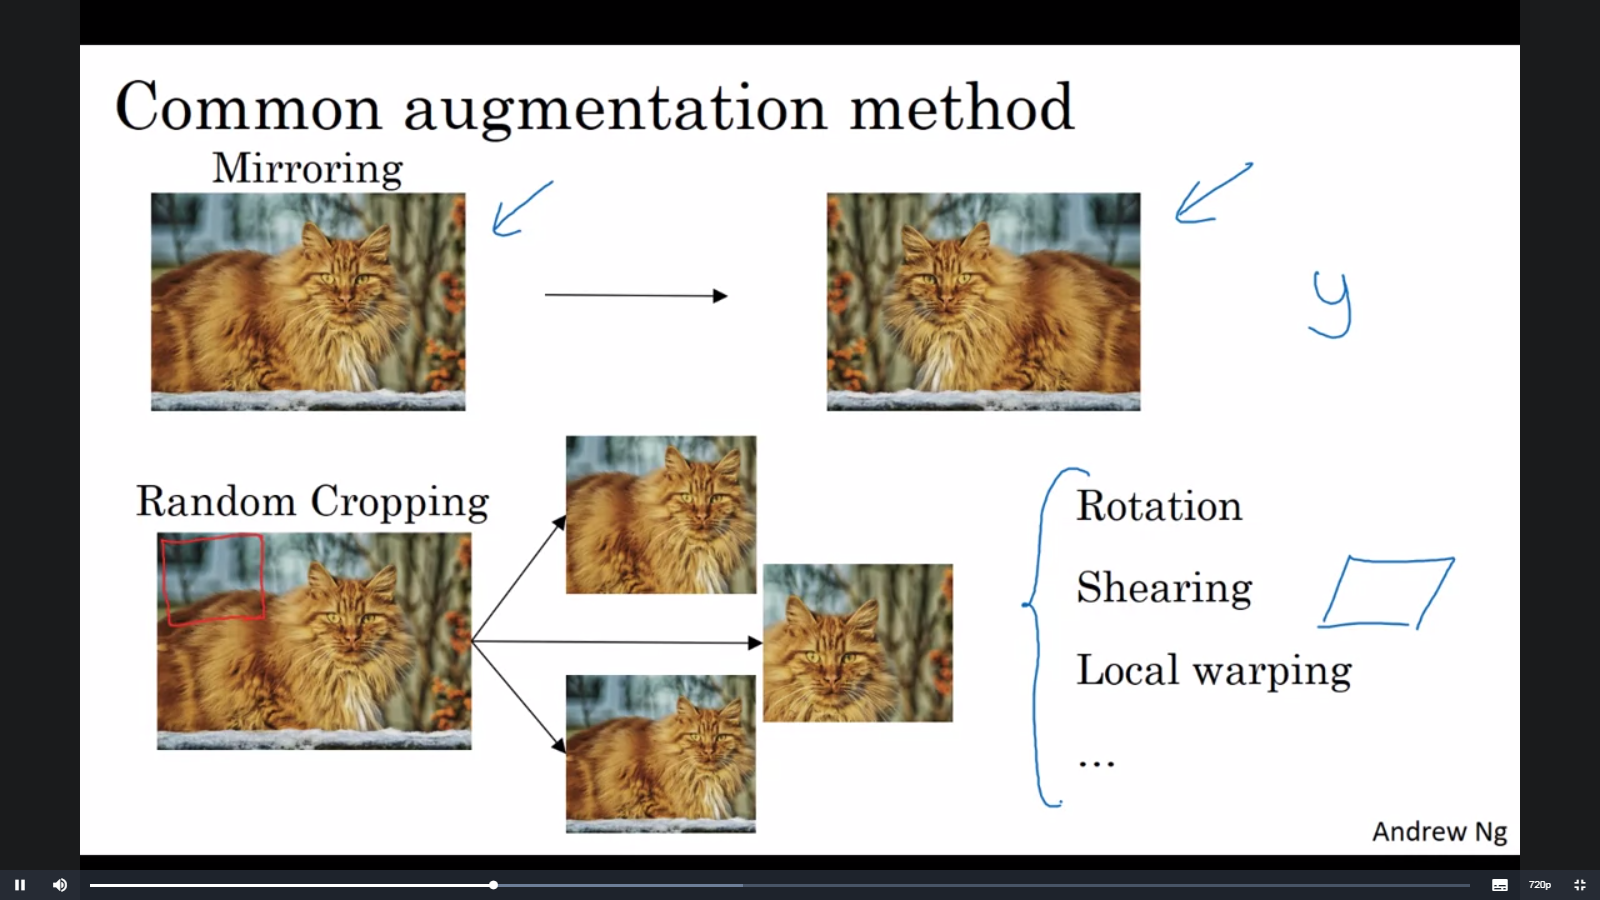 Common augmentation method
Mirroring
y
Random Cropping
Rotation
Shearing
Local warping
...
Andrew Ng
720p